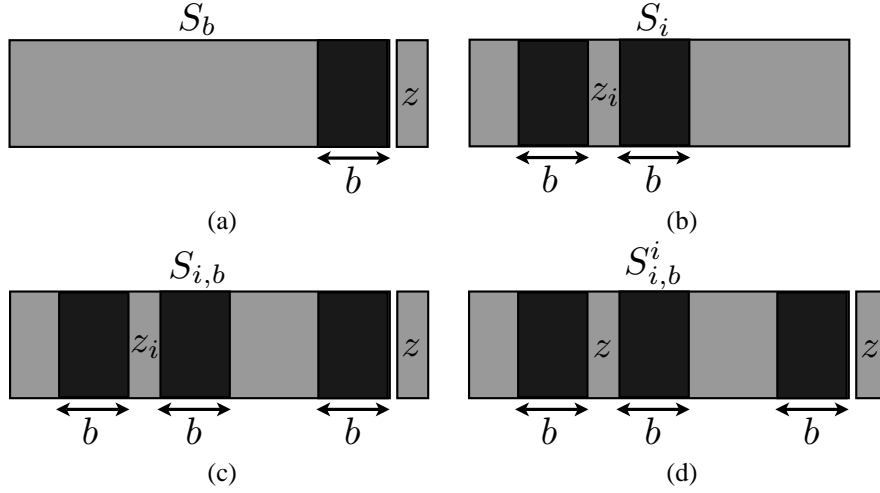 S_b
z
b
(a)
S_i
z_i
b b
(b)
S_{i,b}
z_i z
b b b
(c)
S^i_{i,b}
z z
b b b
(d)